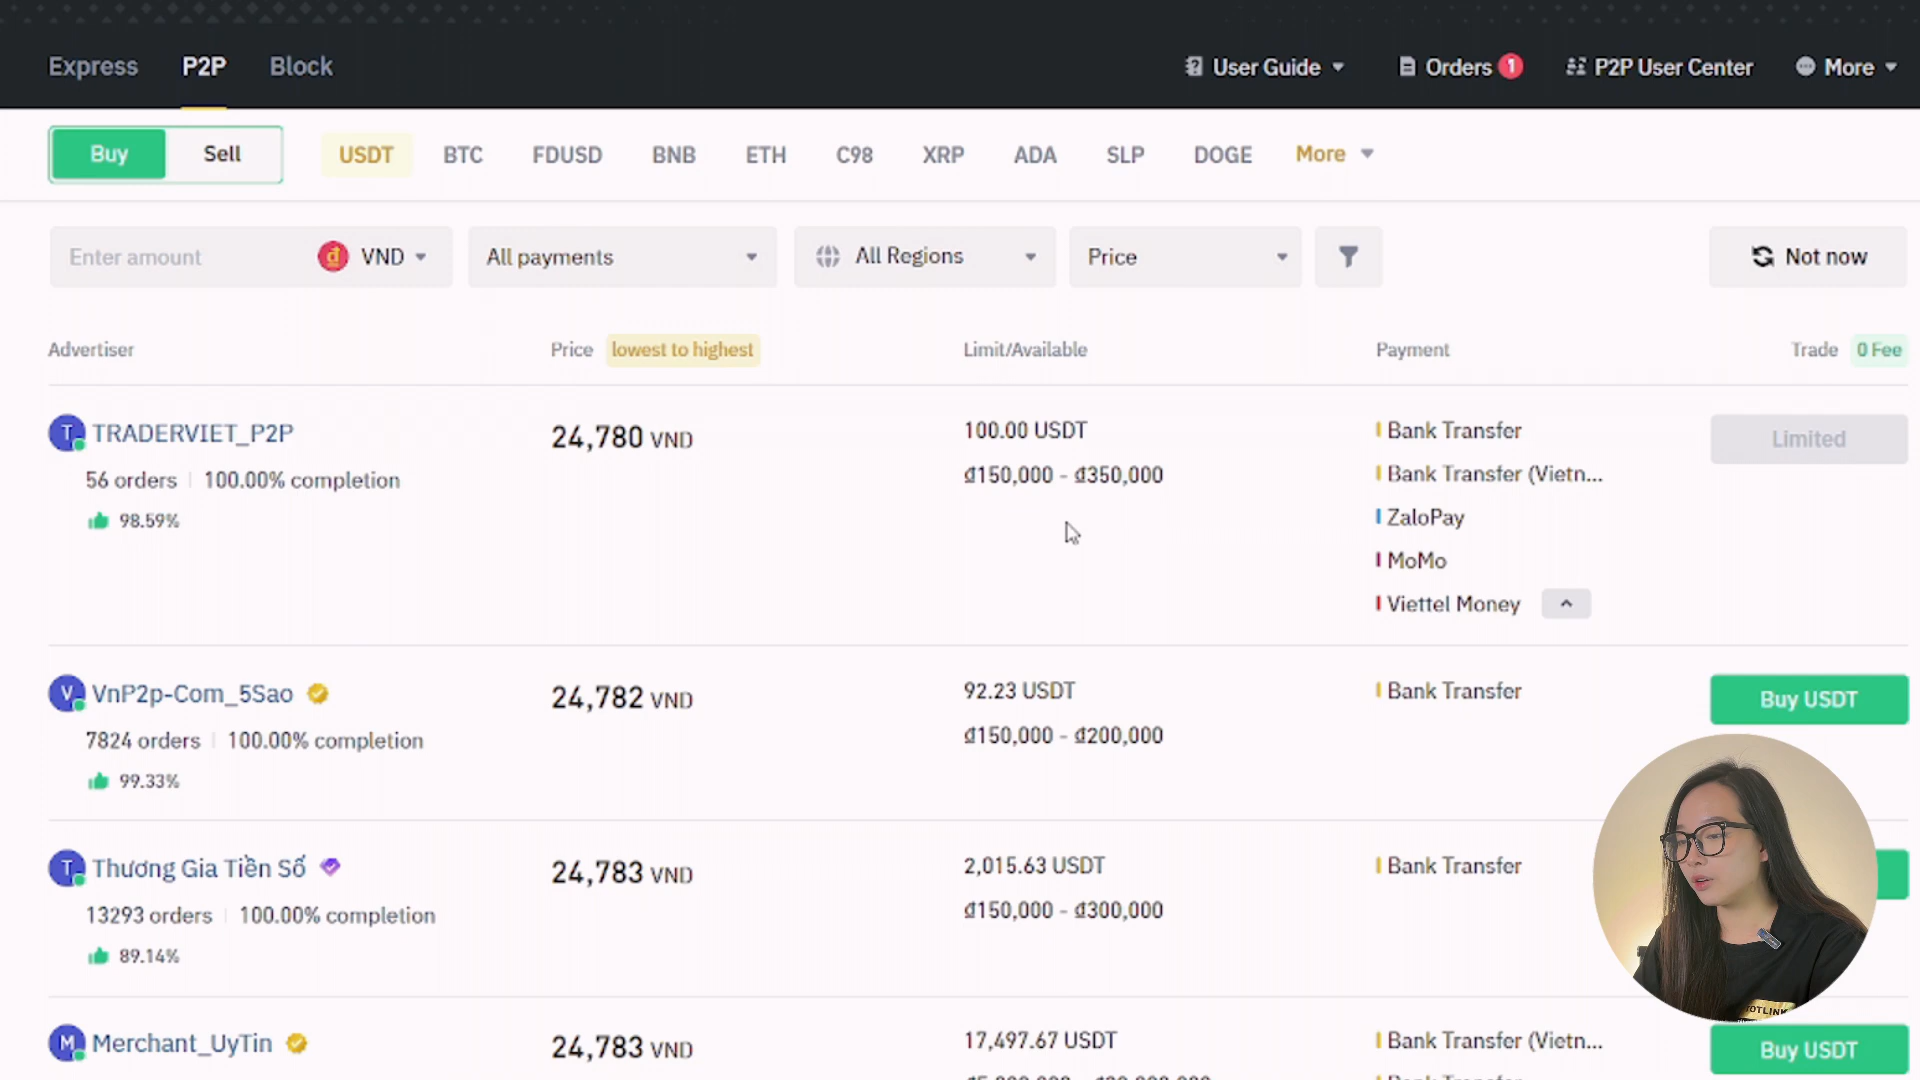 Express P2P Block User Guide Orders 1 P2P User Center More
Buy Sell USDT BTC FDUSD BNB ETH C98 XRP ADA SLP DOGE More
Enter amount đ VND All payments All Regions Price Not now
Advertiser Price lowest to highest Limit/Available Payment Trade 0 Fee
T TRADERVIET_P2P 24,780 VND 100.00 USDT Bank Transfer Limited
56 orders 100.00% completion đ150,000 - đ350,000 Bank Transfer (Vietn...
98.59% ZaloPay
MoMo
Viettel Money
V VnP2p-Com_5Sao 24,782 VND 92.23 USDT Bank Transfer Buy USDT
7824 orders 100.00% completion đ150,000 - đ200,000
99.33%
T Thương Gia Tiền Số 24,783 VND 2,015.63 USDT Bank Transfer
13293 orders 100.00% completion đ150,000 - đ300,000
89.14%
M Merchant_UyTin 24,783 VND 17,497.67 USDT Bank Transfer (Vietn... Buy USDT